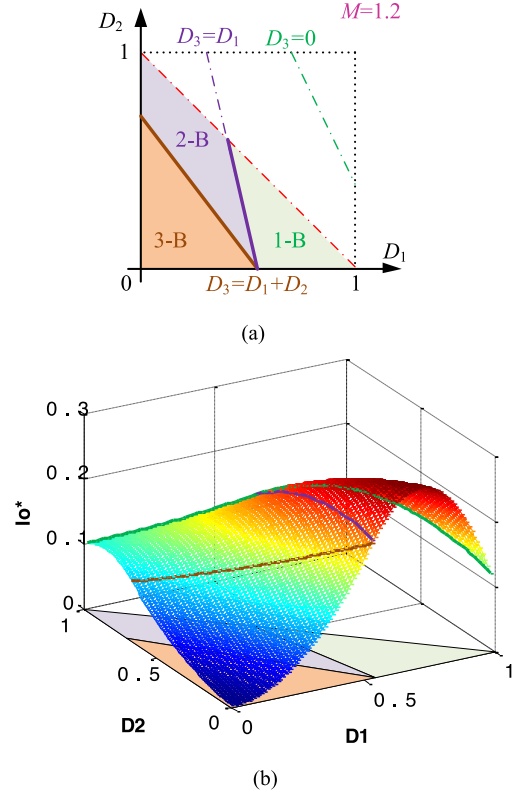 M=1.2
D2
D3=D1
D3=0
1
2-B
3-B
1-B
0
D3=D1+D2
1
D1
(a)
0.3
0.2
0.1
0
Io*
1
0.5
0
D2
0
0.5
1
D1
(b)